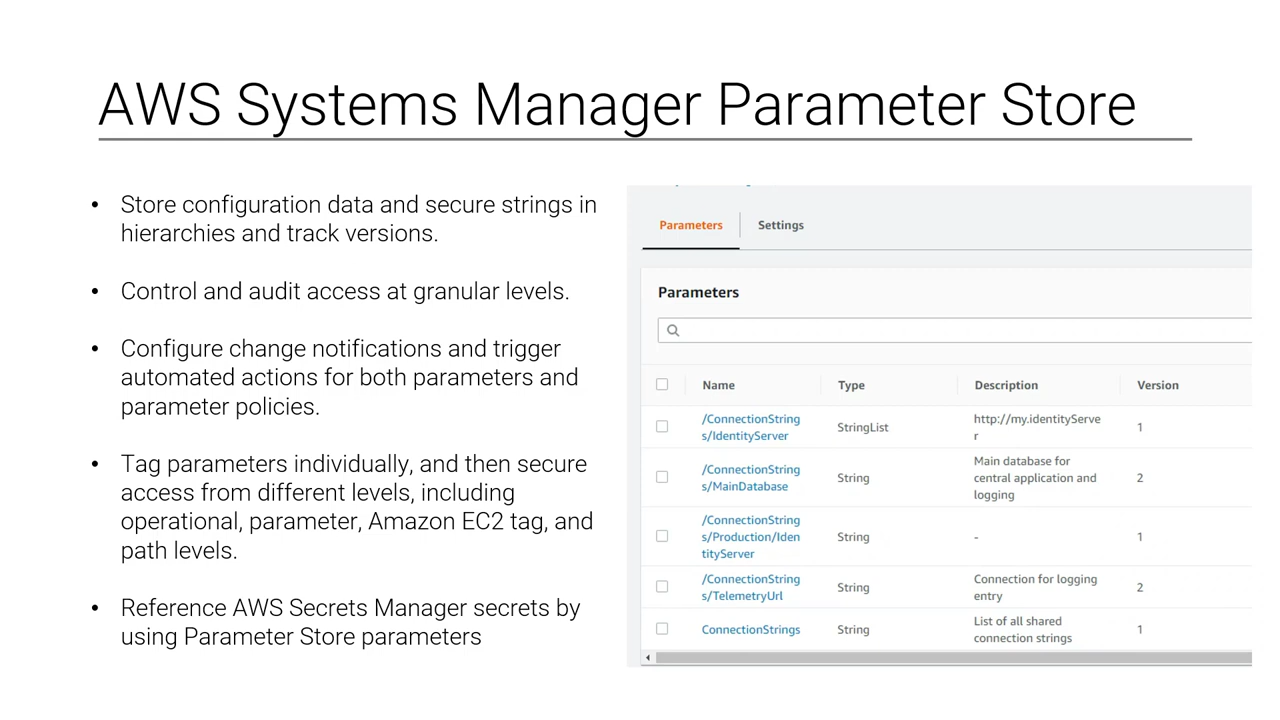 AWS Systems Manager Parameter Store
• Store configuration data and secure strings in
hierarchies and track versions.
• Control and audit access at granular levels.
• Configure change notifications and trigger
automated actions for both parameters and
parameter policies.
• Tag parameters individually, and then secure
access from different levels, including
operational, parameter, Amazon EC2 tag, and
path levels.
• Reference AWS Secrets Manager secrets by
using Parameter Store parameters
Parameters Settings
Parameters
Name Type Description Version
/ConnectionString
s/IdentityServer
StringList
http://my.identityServe
r
1
/ConnectionString
s/MainDatabase
String
Main database for
central application and
logging
2
/ConnectionString
s/Production/Iden
tityServer
String
-
1
/ConnectionString
s/TelemetryUrl
String
Connection for logging
entry
2
ConnectionStrings
String
List of all shared
connection strings
1